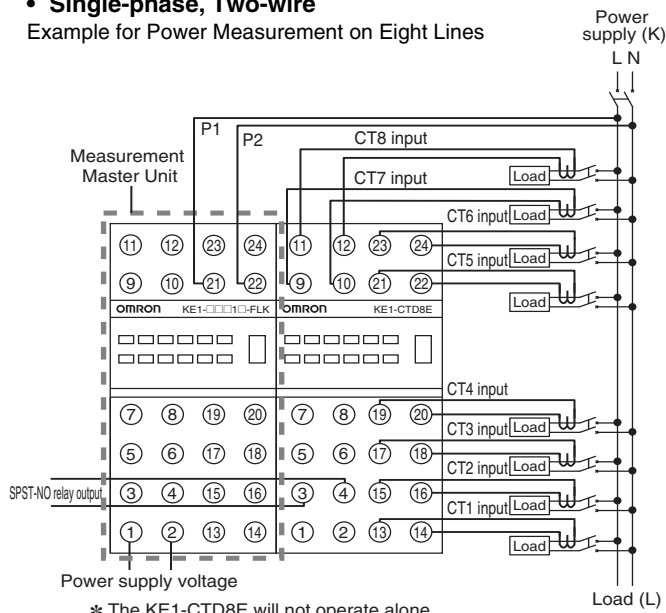 • Single-phase, Two-wire
Example for Power Measurement on Eight Lines
Power
supply (K)
L N
P1
P2
CT8 input
Measurement
Master Unit
CT7 input
Load
CT6 input
Load
11 12 23 24 11 12 23 24
CT5 input
Load
9 10 21 22 9 10 21 22
Load
OMRON KE1-□□□1□-FLK OMRON KE1-CTD8E
CT4 input
7 8 19 20 7 8 19 20
CT3 input
Load
5 6 17 18 5 6 17 18
CT2 input
Load
SPST-NO relay output
3 4 15 16 3 4 15 16
CT1 input
Load
1 2 13 14 1 2 13 14
Load
Power supply voltage
Load (L)
* The KE1-CTD8E will not operate alone